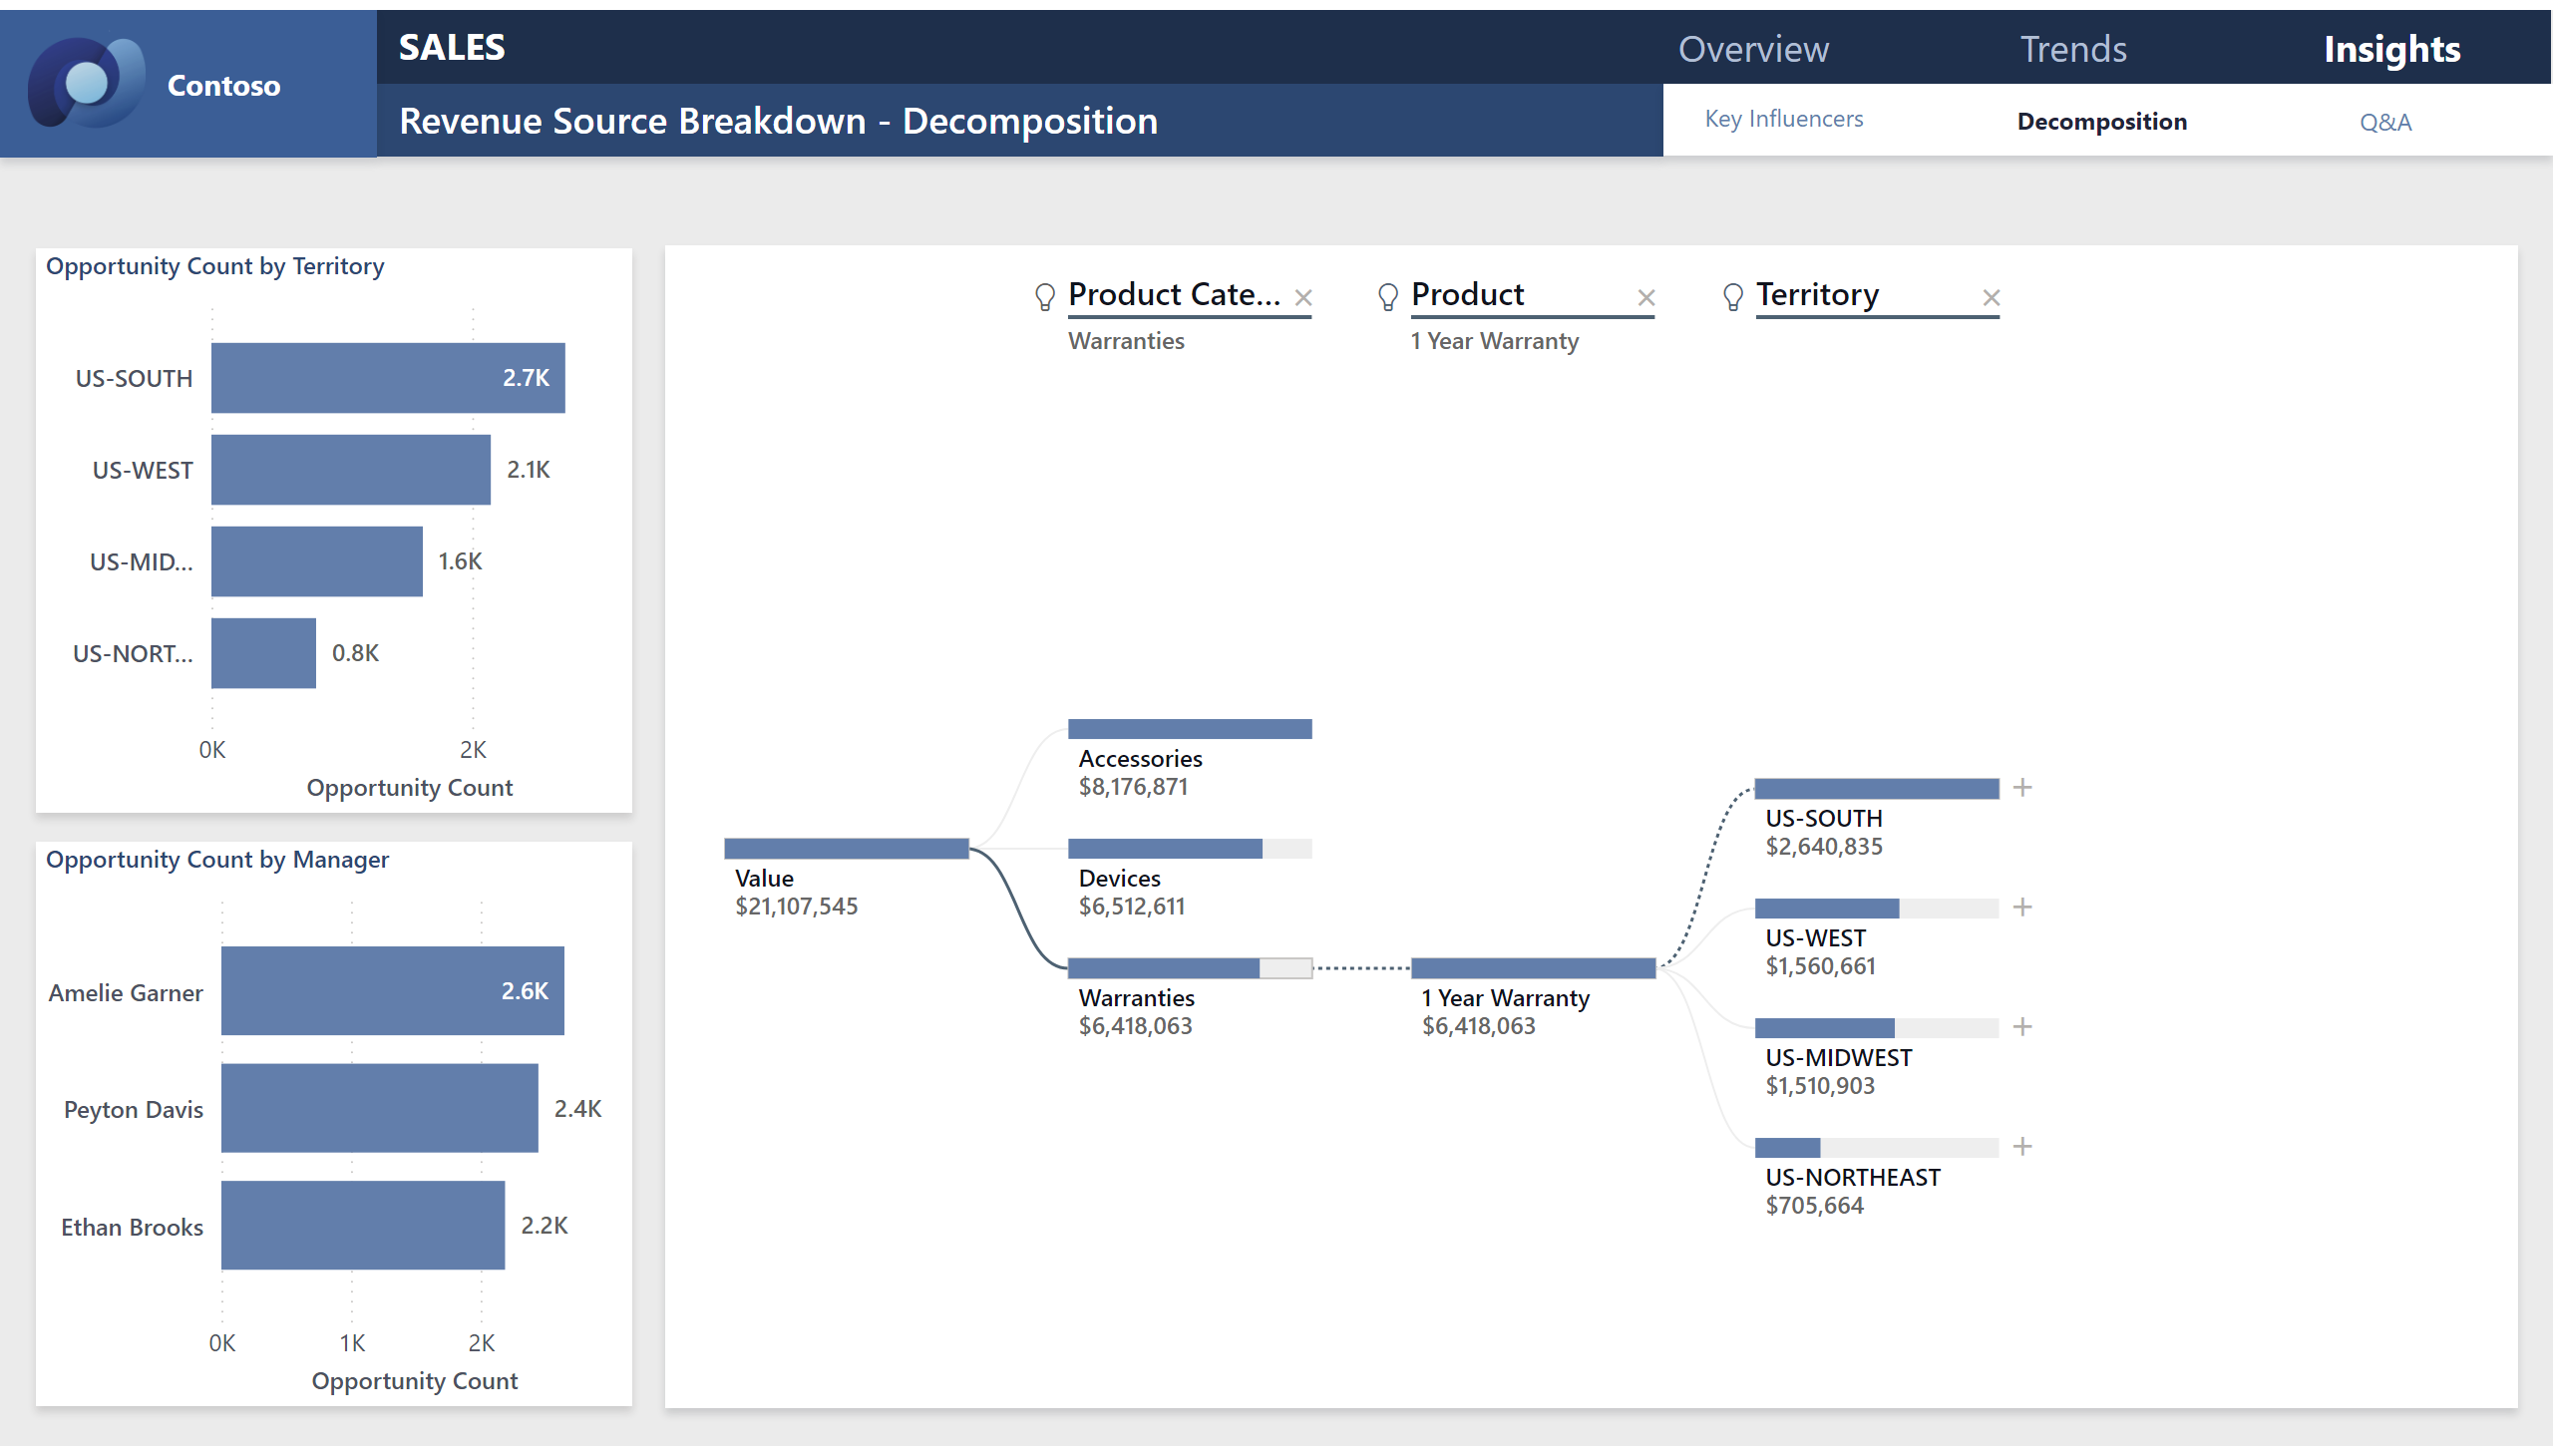 Contoso
SALES
Overview
Trends
Insights
Revenue Source Breakdown - Decomposition
Key Influencers
Decomposition
Q&A
Opportunity Count by Territory
US-SOUTH
2.7K
US-WEST
2.1K
US-MID...
1.6K
US-NORT...
0.8K
0K
2K
Opportunity Count
Opportunity Count by Manager
Amelie Garner
2.6K
Peyton Davis
2.4K
Ethan Brooks
2.2K
0K
1K
2K
Opportunity Count
Product Cate...
Warranties
Product
1 Year Warranty
Territory
Value
$21,107,545
Accessories
$8,176,871
Devices
$6,512,611
Warranties
$6,418,063
1 Year Warranty
$6,418,063
US-SOUTH
$2,640,835
US-WEST
$1,560,661
US-MIDWEST
$1,510,903
US-NORTHEAST
$705,664